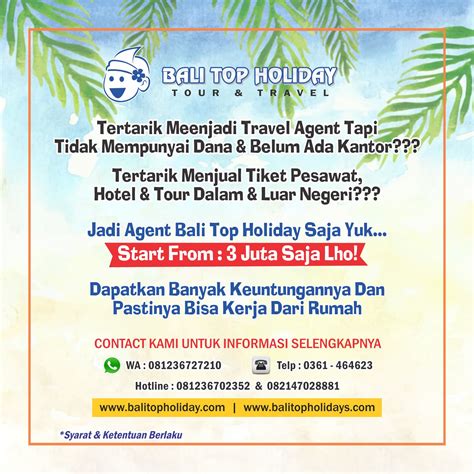 BALI TOP HOLIDAY
TOUR & TRAVEL
Tertarik Meenjadi Travel Agent Tapi
Tidak Mempunyai Dana & Belum Ada Kantor???
Tertarik Menjual Tiket Pesawat,
Hotel & Tour Dalam & Luar Negeri???
Jadi Agent Bali Top Holiday Saja Yuk...
Start From : 3 Juta Saja Lho!
Dapatkan Banyak Keuntungannya Dan
Pastinya Bisa Kerja Dari Rumah
CONTACT KAMI UNTUK INFORMASI SELENGKAPNYA
WA : 081236727210 Telp : 0361 - 464623
Hotline : 081236702352 & 082147028881
www.balitopholiday.com | www.balitopholidays.com
*Syarat & Ketentuan Berlaku